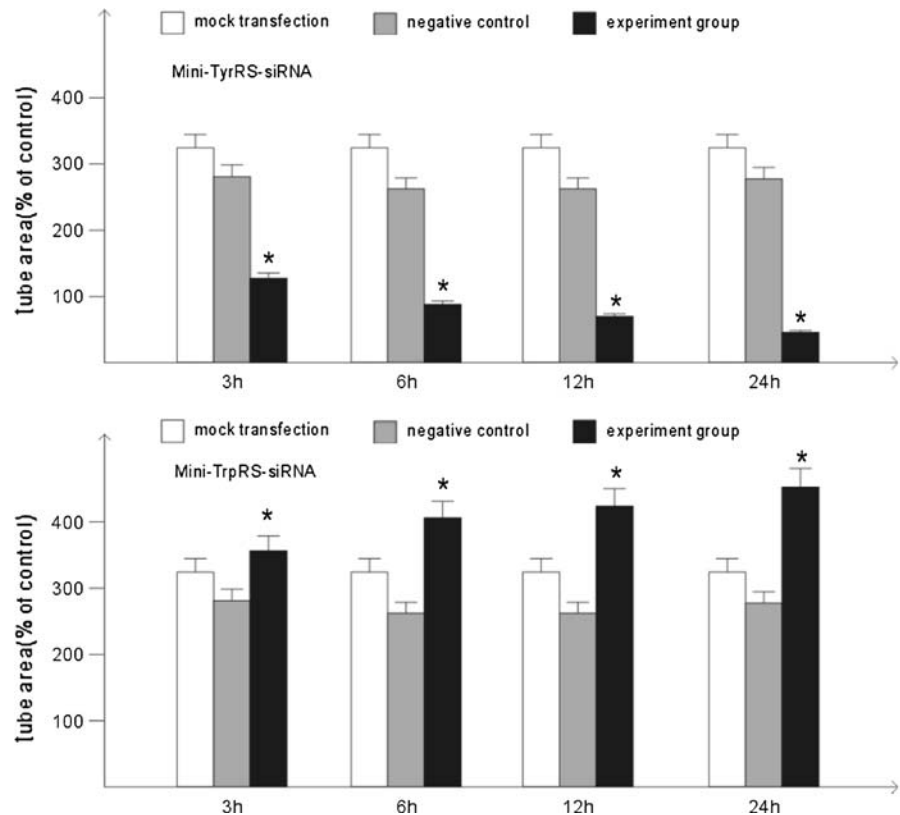 mock transfection negative control experiment group
Mini-TyrRS-siRNA
tube area(% of control)
400
300
200
100
* * * *
3h 6h 12h 24h
mock transfection negative control experiment group
Mini-TrpRS-siRNA
tube area(% of control)
400
300
200
100
* * * *
3h 6h 12h 24h